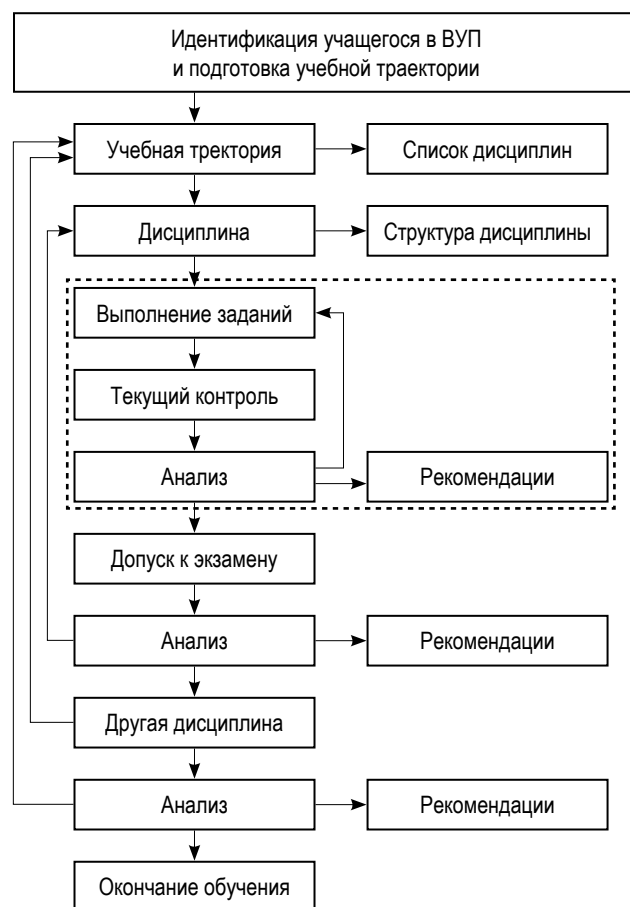 Идентификация учащегося в ВУП
и подготовка учебной траектории
Учебная тректория
Список дисциплин
Дисциплина
Структура дисциплины
Выполнение заданий
Текущий контроль
Анализ
Рекомендации
Допуск к экзамену
Анализ
Рекомендации
Другая дисциплина
Анализ
Рекомендации
Окончание обучения